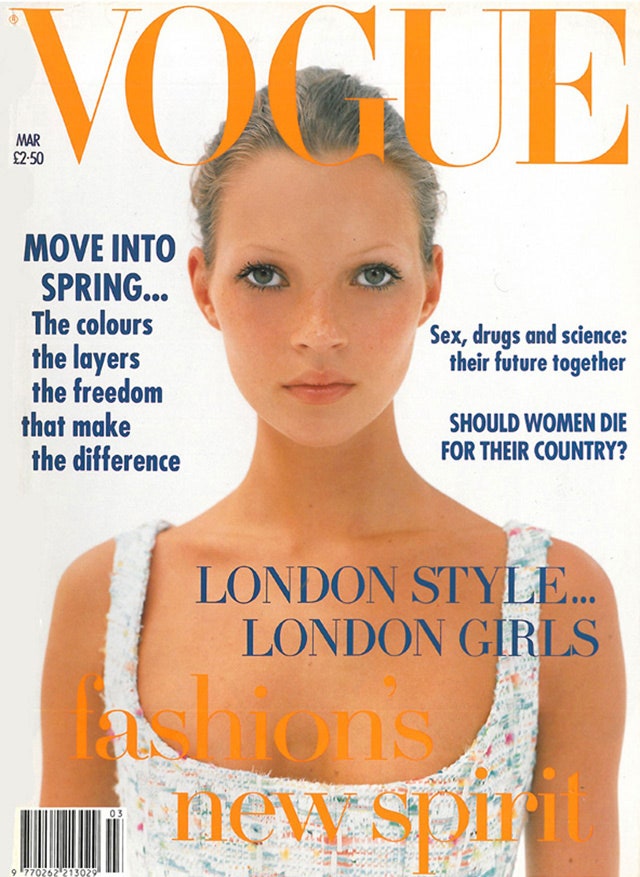 VOGUE
MAR
£2·50
MOVE INTO
SPRING...
The colours
the layers
the freedom
that make
the difference
Sex, drugs and science:
their future together
SHOULD WOMEN DIE
FOR THEIR COUNTRY?
LONDON STYLE...
LONDON GIRLS
fashion's
new spirit
03
9 770262 213029